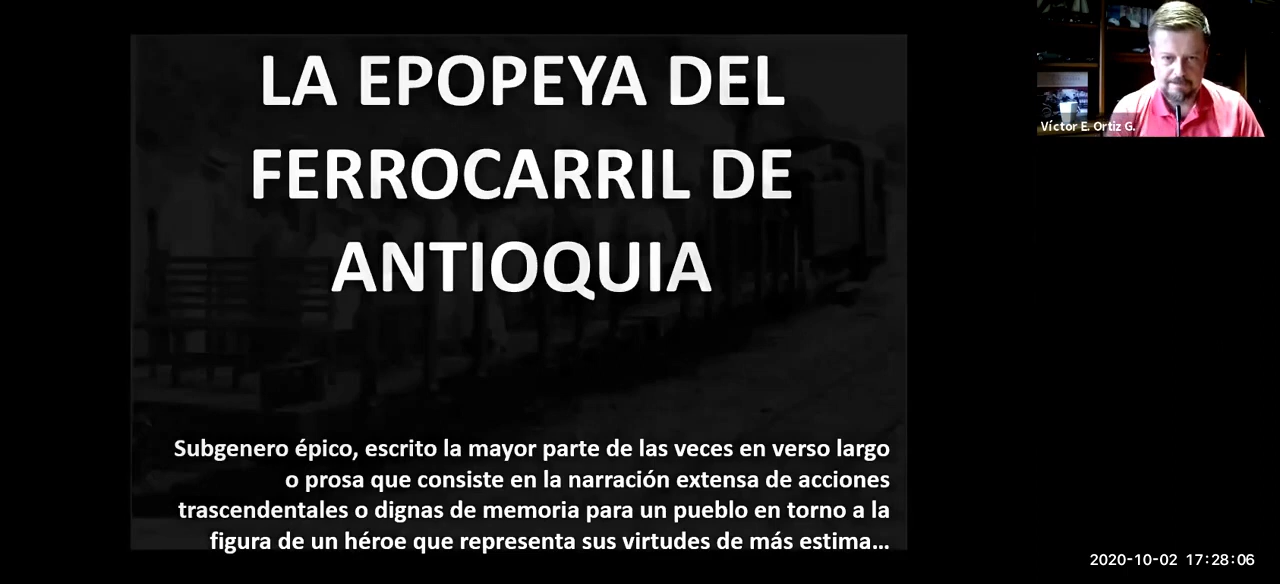 LA EPOPEYA DEL
FERROCARRIL DE
ANTIOQUIA
Subgenero épico, escrito la mayor parte de las veces en verso largo
o prosa que consiste en la narración extensa de acciones
trascendentales o dignas de memoria para un pueblo en torno a la
figura de un héroe que representa sus virtudes de más estima...
Víctor E. Ortiz G.
2020-10-02 17:28:06